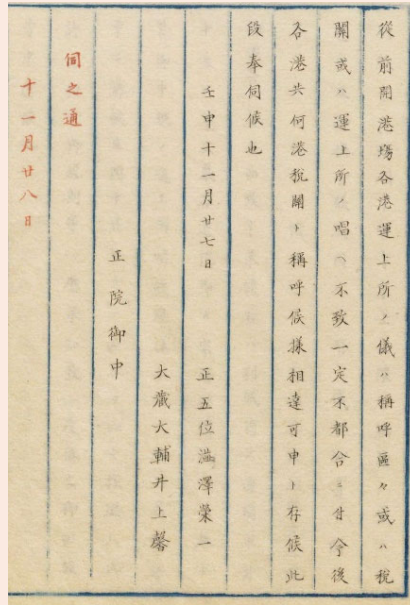 從前開港場各港運上所ノ儀ハ稱呼區々或ハ稅
關或ハ運上所ノ唱ヘ不致一定不都合ニ付今後
各港共何港稅關ト稱呼候樣相達可申ト存候此
段奉伺候也
壬申十一月廿七日 正五位澁澤榮一
大藏大輔井上馨
正院御中
伺之通
十一月廿八日